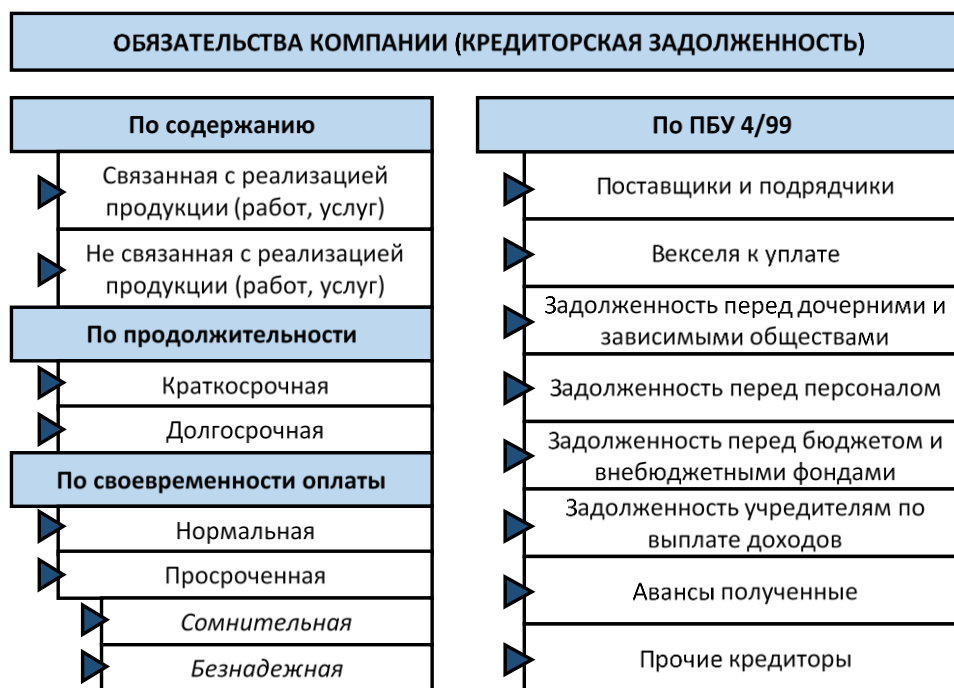 ОБЯЗАТЕЛЬСТВА КОМПАНИИ (КРЕДИТОРСКАЯ ЗАДОЛЖЕННОСТЬ)
По содержанию
Связанная с реализацией
продукции (работ, услуг)
Не связанная с реализацией
продукции (работ, услуг)
По продолжительности
Краткосрочная
Долгосрочная
По своевременности оплаты
Нормальная
Просроченная
Сомнительная
Безнадежная
По ПБУ 4/99
Поставщики и подрядчики
Векселя к уплате
Задолженность перед дочерними и
зависимыми обществами
Задолженность перед персоналом
Задолженность перед бюджетом и
внебюджетными фондами
Задолженность учредителям по
выплате доходов
Авансы полученные
Прочие кредиторы